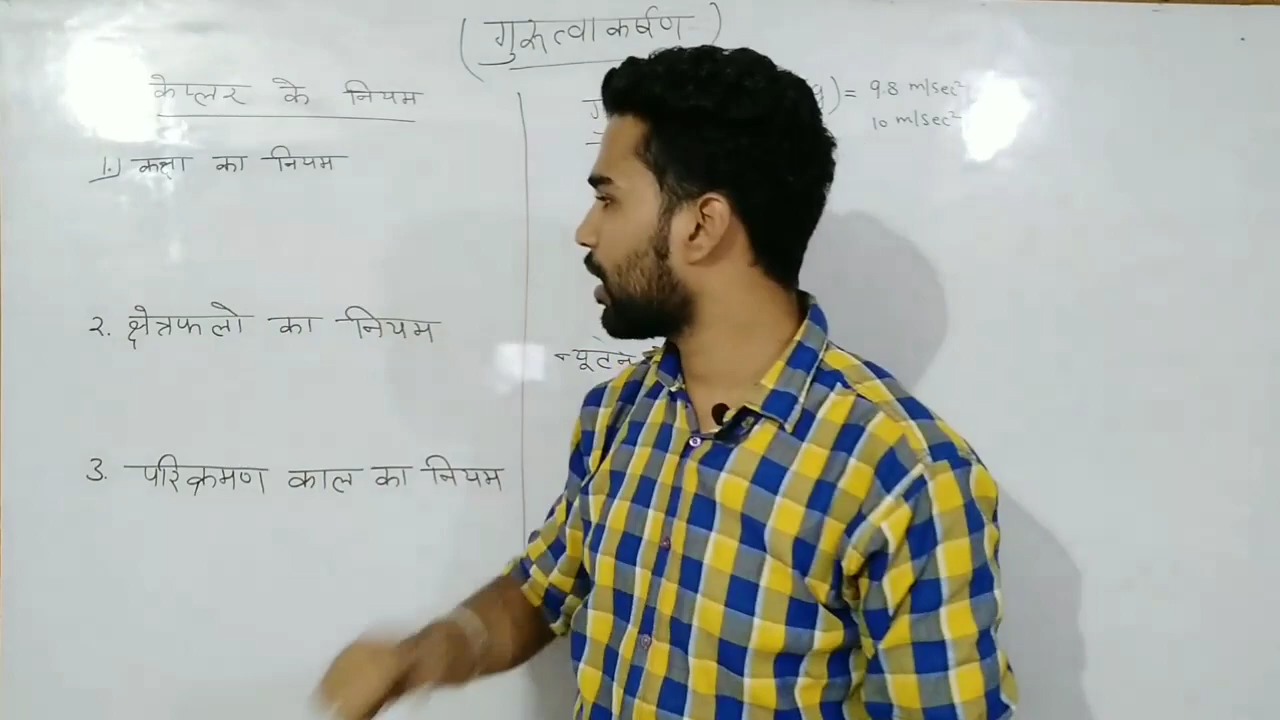 (गुरुत्वाकर्षण)
केप्लर के नियम
1.) कक्षा का नियम
२. क्षेत्रफलो का नियम
3. परिक्रमण काल का नियम
g) = 9.8 m/sec²
10 m/sec²
न्यूटन